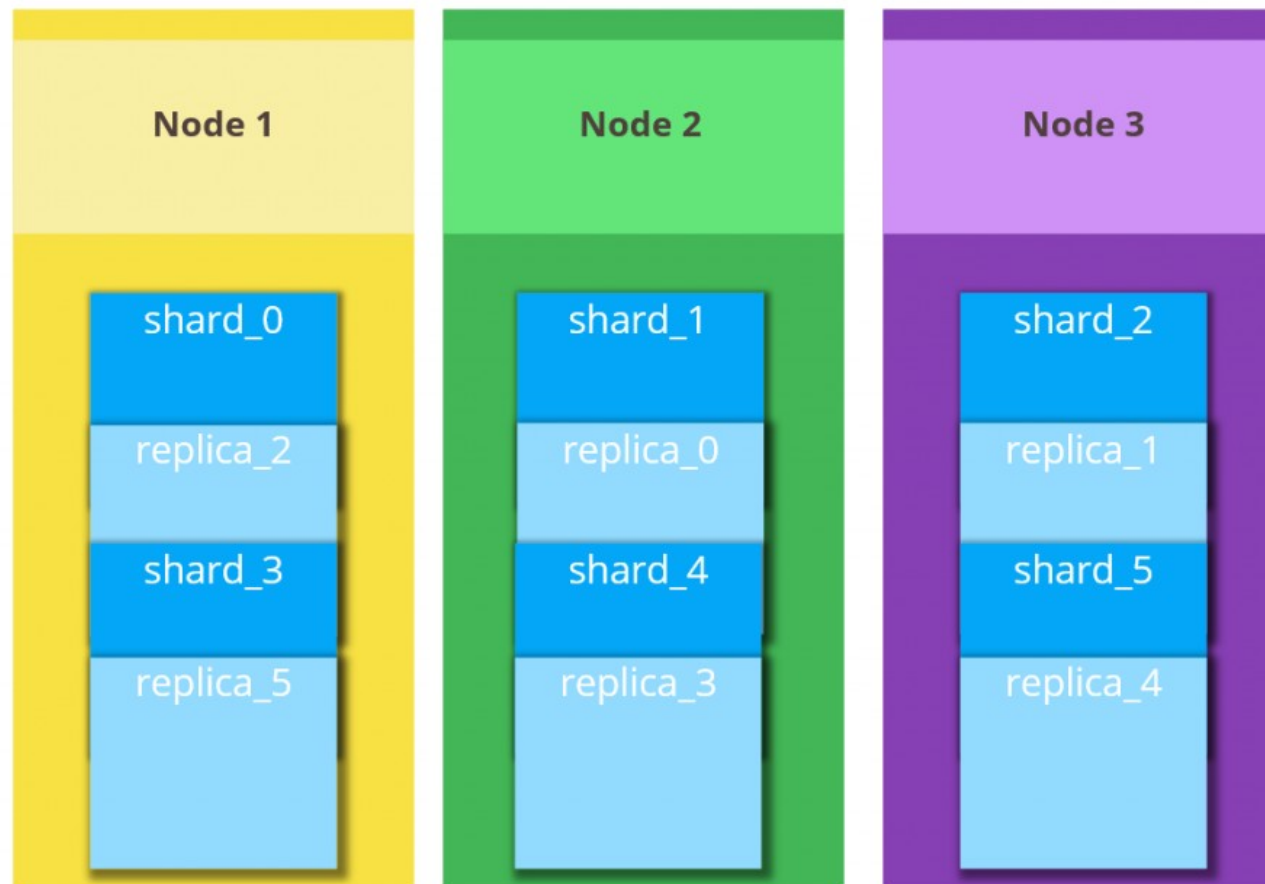 Node 1
shard_0
replica_2
shard_3
replica_5
Node 2
shard_1
replica_0
shard_4
replica_3
Node 3
shard_2
replica_1
shard_5
replica_4